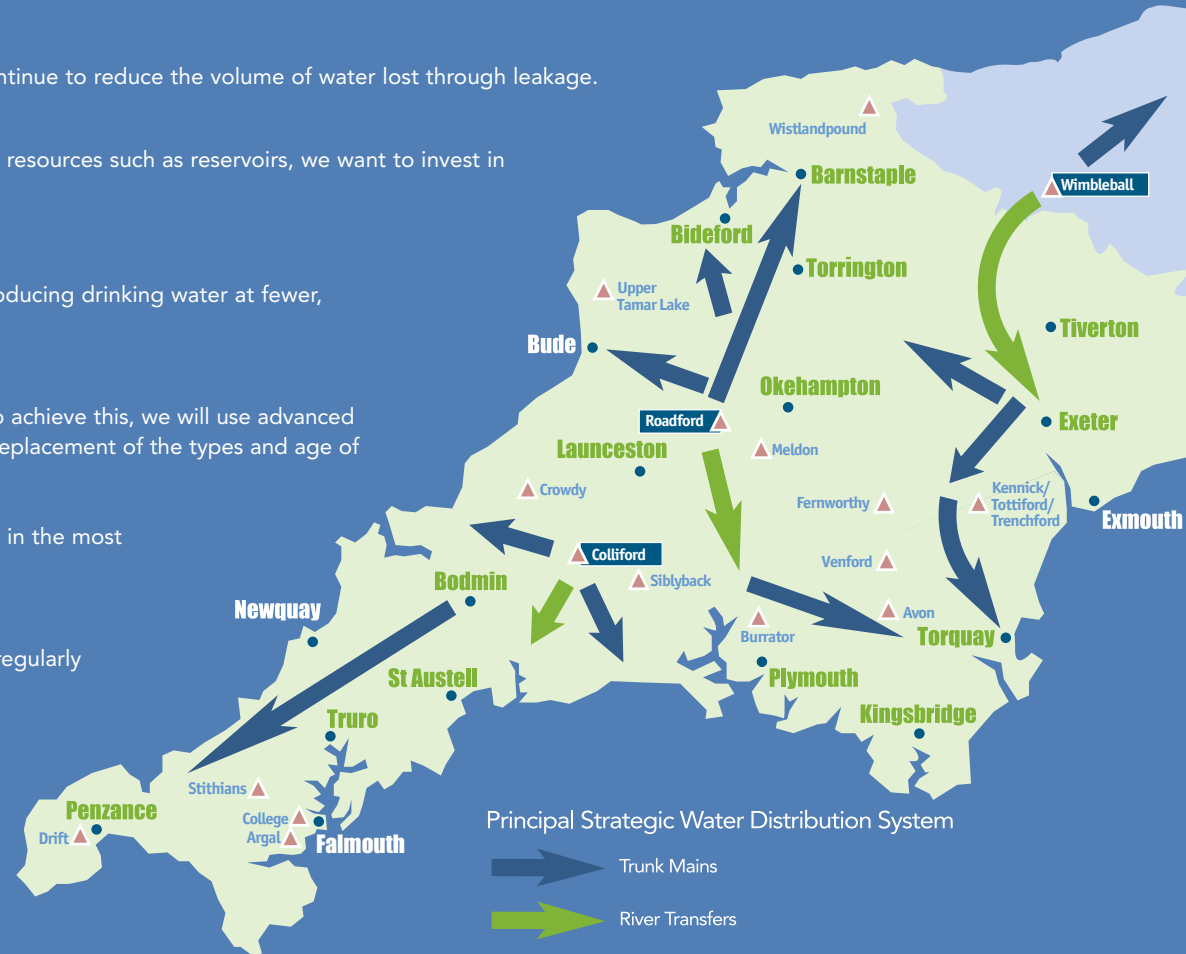 ntinue to reduce the volume of water lost through leakage.
resources such as reservoirs, we want to invest in
oducing drinking water at fewer,
o achieve this, we will use advanced
eplacement of the types and age of
in the most
regularly
Wistlandpound
Barnstaple
Wimbleball
Bideford
Torrington
Upper
Tamar Lake
Tiverton
Bude
Okehampton
Roadford
Exeter
Launceston
Meldon
Crowdy
Fernworthy
Kennick/
Tottiford/
Trenchford
Exmouth
Colliford
Venford
Siblyback
Bodmin
Newquay
Avon
Burrator
Torquay
St Austell
Plymouth
Truro
Kingsbridge
Stithians
Penzance
College
Drift
Argal
Falmouth
Principal Strategic Water Distribution System
Trunk Mains
River Transfers